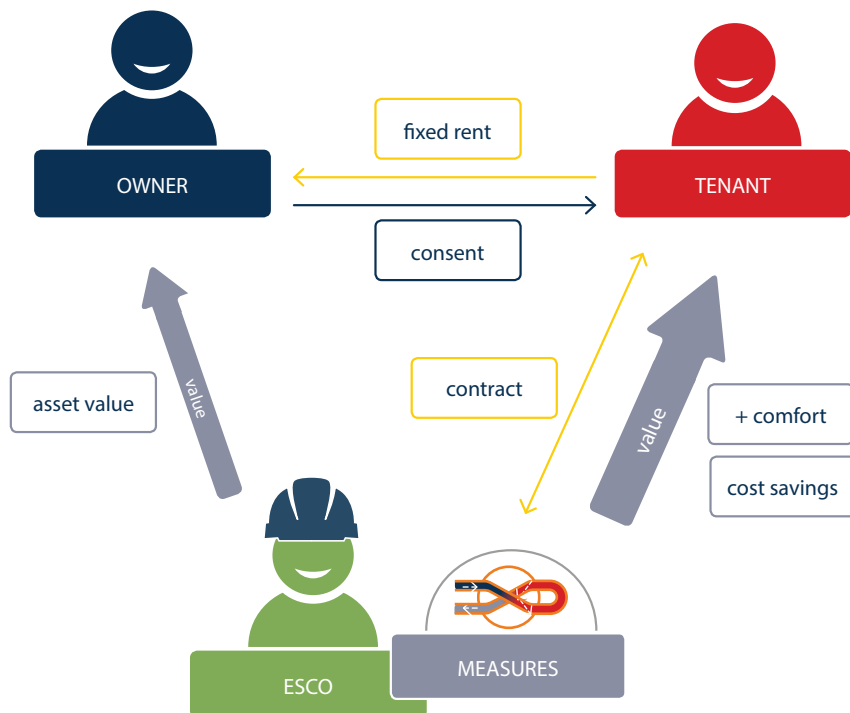 fixed rent
OWNER
TENANT
consent
value
asset value
contract
value
+ comfort
cost savings
MEASURES
ESCO